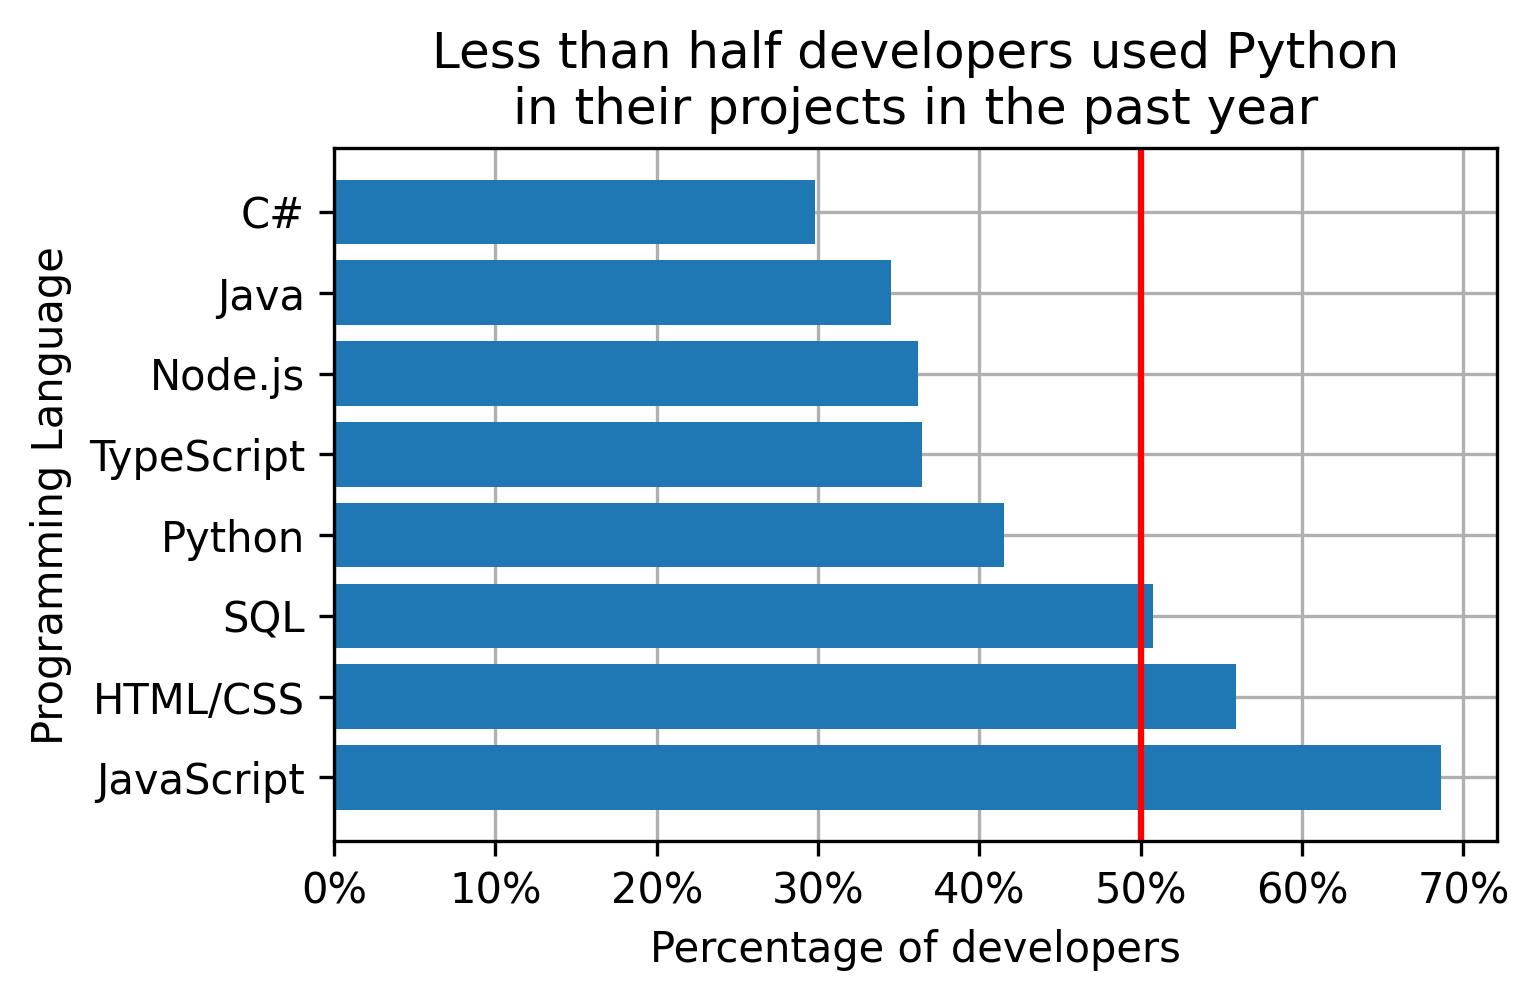 Less than half developers used Python
in their projects in the past year
Programming Language
C#
Java
Node.js
TypeScript
Python
SQL
HTML/CSS
JavaScript
0% 10% 20% 30% 40% 50% 60% 70%
Percentage of developers